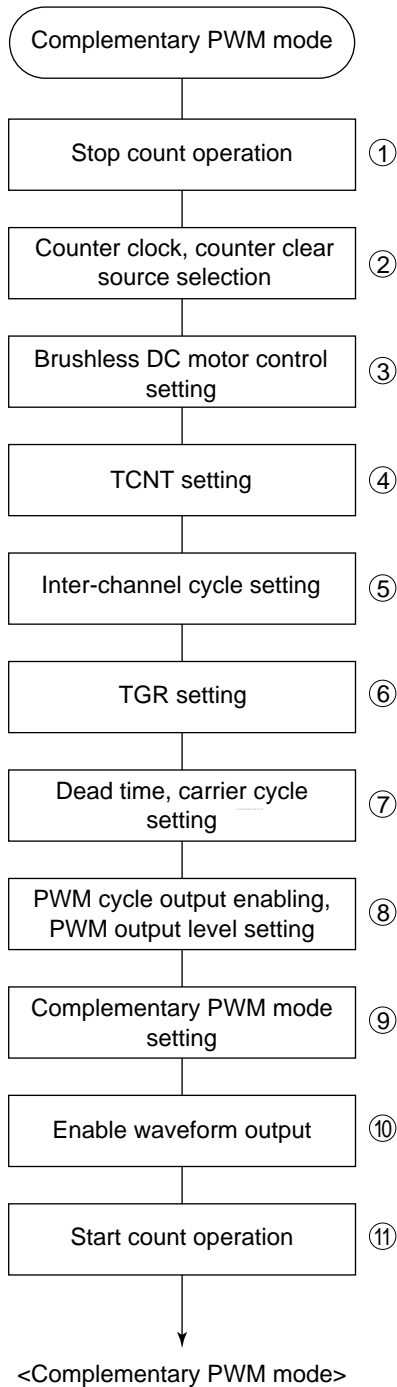 Complementary PWM mode
Stop count operation
①
Counter clock, counter clear
source selection
②
Brushless DC motor control
setting
③
TCNT setting
④
Inter-channel cycle setting
⑤
TGR setting
⑥
Dead time, carrier cycle
setting
⑦
PWM cycle output enabling,
PWM output level setting
⑧
Complementary PWM mode
setting
⑨
Enable waveform output
⑩
Start count operation
⑪
<Complementary PWM mode>